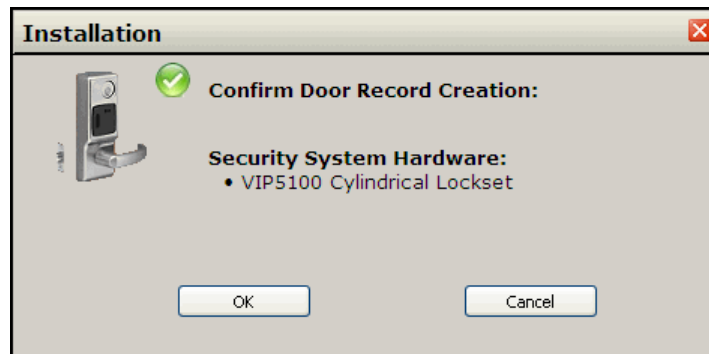 Installation
Confirm Door Record Creation:
Security System Hardware:
• VIP5100 Cylindrical Lockset
OK
Cancel